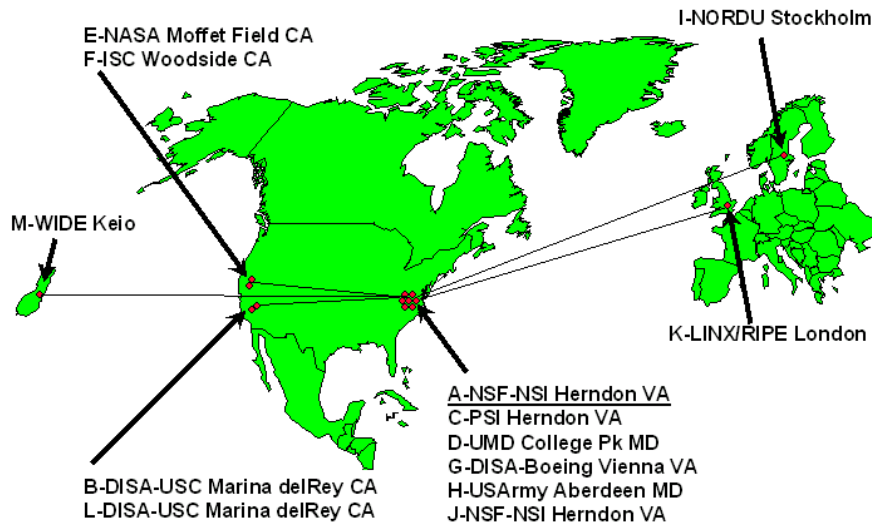 E-NASA Moffet Field CA
F-ISC Woodside CA
I-NORDU Stockholm
M-WIDE Keio
K-LINX/RIPE London
A-NSF-NSI Herndon VA
C-PSI Herndon VA
D-UMD College Pk MD
G-DISA-Boeing Vienna VA
H-USArmy Aberdeen MD
J-NSF-NSI Herndon VA
B-DISA-USC Marina delRey CA
L-DISA-USC Marina delRey CA